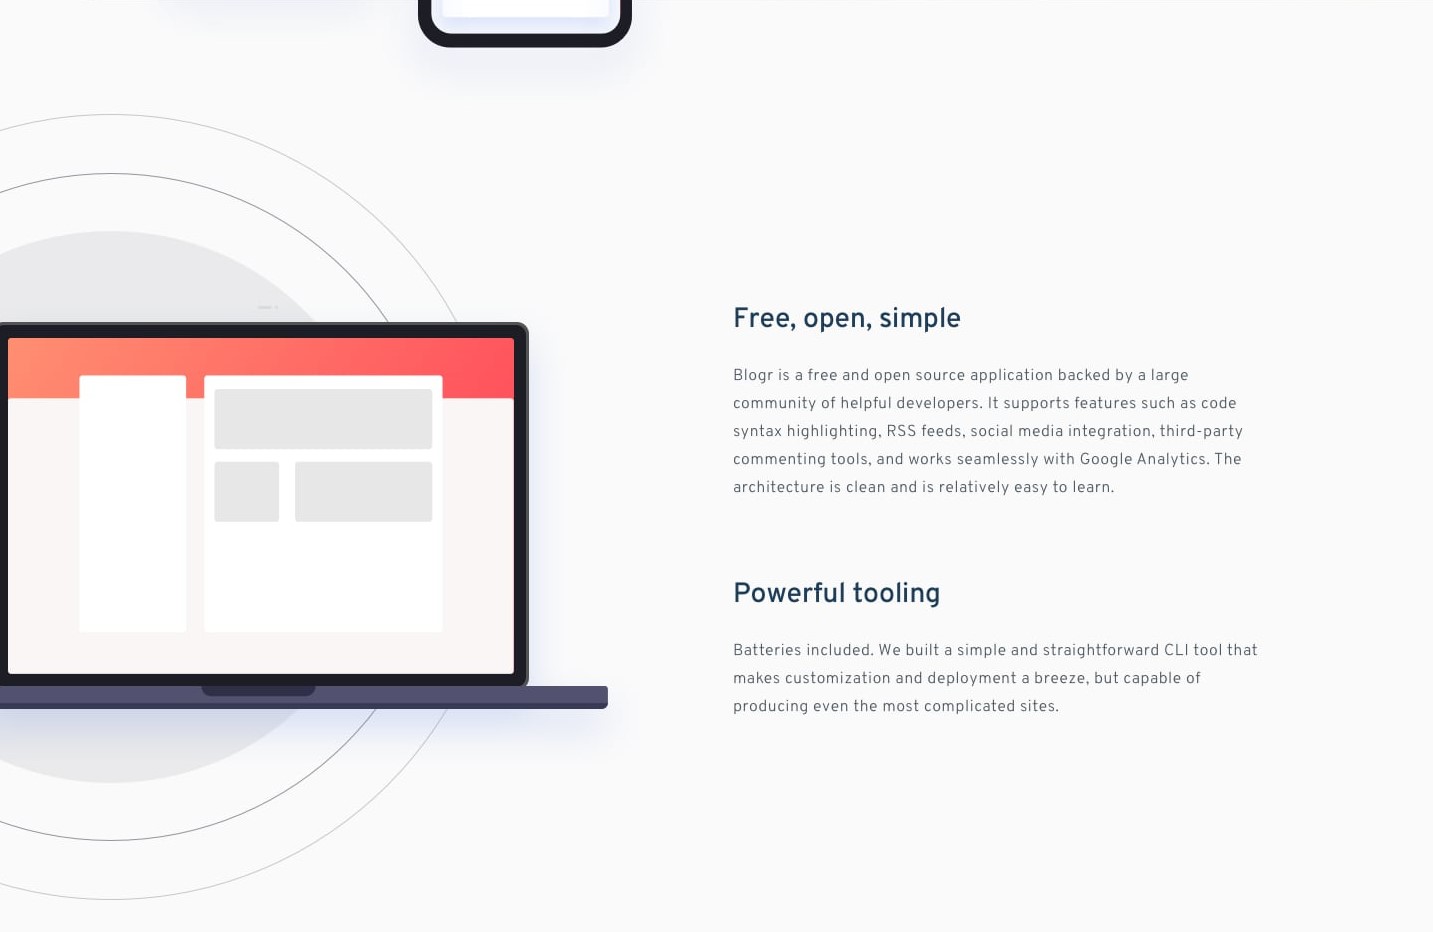 Free, open, simple
Blogr is a free and open source application backed by a large
community of helpful developers. It supports features such as code
syntax highlighting, RSS feeds, social media integration, third-party
commenting tools, and works seamlessly with Google Analytics. The
architecture is clean and is relatively easy to learn.
Powerful tooling
Batteries included. We built a simple and straightforward CLI tool that
makes customization and deployment a breeze, but capable of
producing even the most complicated sites.